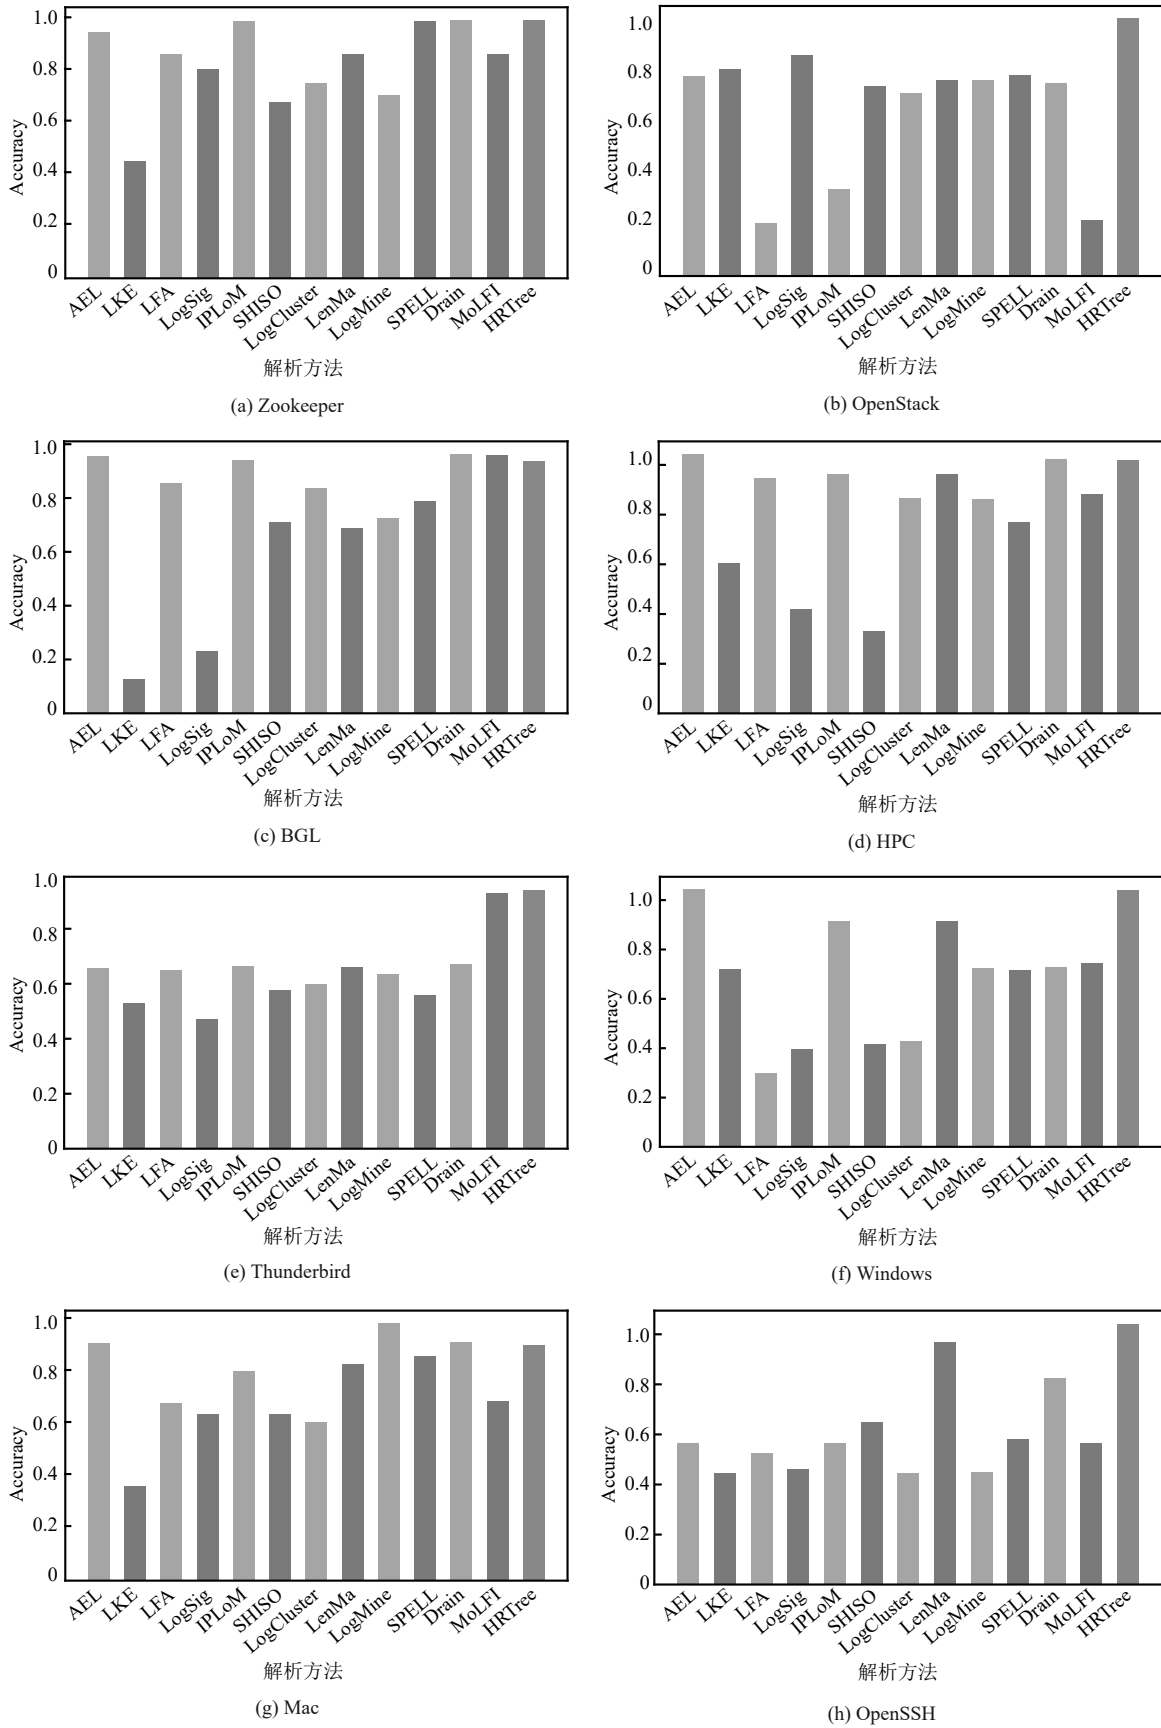 1.0
0.8
0.6
0.4
0.2
0
Accuracy
AEL
LKE
LFA
LogSig
IPLoM
SHISO
LogCluster
LenMa
LogMine
SPELL
Drain
MoLFI
HRTree
解析方法
(a) Zookeeper
1.0
0.8
0.6
0.4
0.2
0
Accuracy
AEL
LKE
LFA
LogSig
IPLoM
SHISO
LogCluster
LenMa
LogMine
SPELL
Drain
MoLFI
HRTree
解析方法
(b) OpenStack
1.0
0.8
0.6
0.4
0.2
0
Accuracy
AEL
LKE
LFA
LogSig
IPLoM
SHISO
LogCluster
LenMa
LogMine
SPELL
Drain
MoLFI
HRTree
解析方法
(c) BGL
1.0
0.8
0.6
0.4
0.2
0
Accuracy
AEL
LKE
LFA
LogSig
IPLoM
SHISO
LogCluster
LenMa
LogMine
SPELL
Drain
MoLFI
HRTree
解析方法
(d) HPC
1.0
0.8
0.6
0.4
0.2
0
Accuracy
AEL
LKE
LFA
LogSig
IPLoM
SHISO
LogCluster
LenMa
LogMine
SPELL
Drain
MoLFI
HRTree
解析方法
(e) Thunderbird
1.0
0.8
0.6
0.4
0.2
0
Accuracy
AEL
LKE
LFA
LogSig
IPLoM
SHISO
LogCluster
LenMa
LogMine
SPELL
Drain
MoLFI
HRTree
解析方法
(f) Windows
1.0
0.8
0.6
0.4
0.2
0
Accuracy
AEL
LKE
LFA
LogSig
IPLoM
SHISO
LogCluster
LenMa
LogMine
SPELL
Drain
MoLFI
HRTree
解析方法
(g) Mac
1.0
0.8
0.6
0.4
0.2
0
Accuracy
AEL
LKE
LFA
LogSig
IPLoM
SHISO
LogCluster
LenMa
LogMine
SPELL
Drain
MoLFI
HRTree
解析方法
(h) OpenSSH